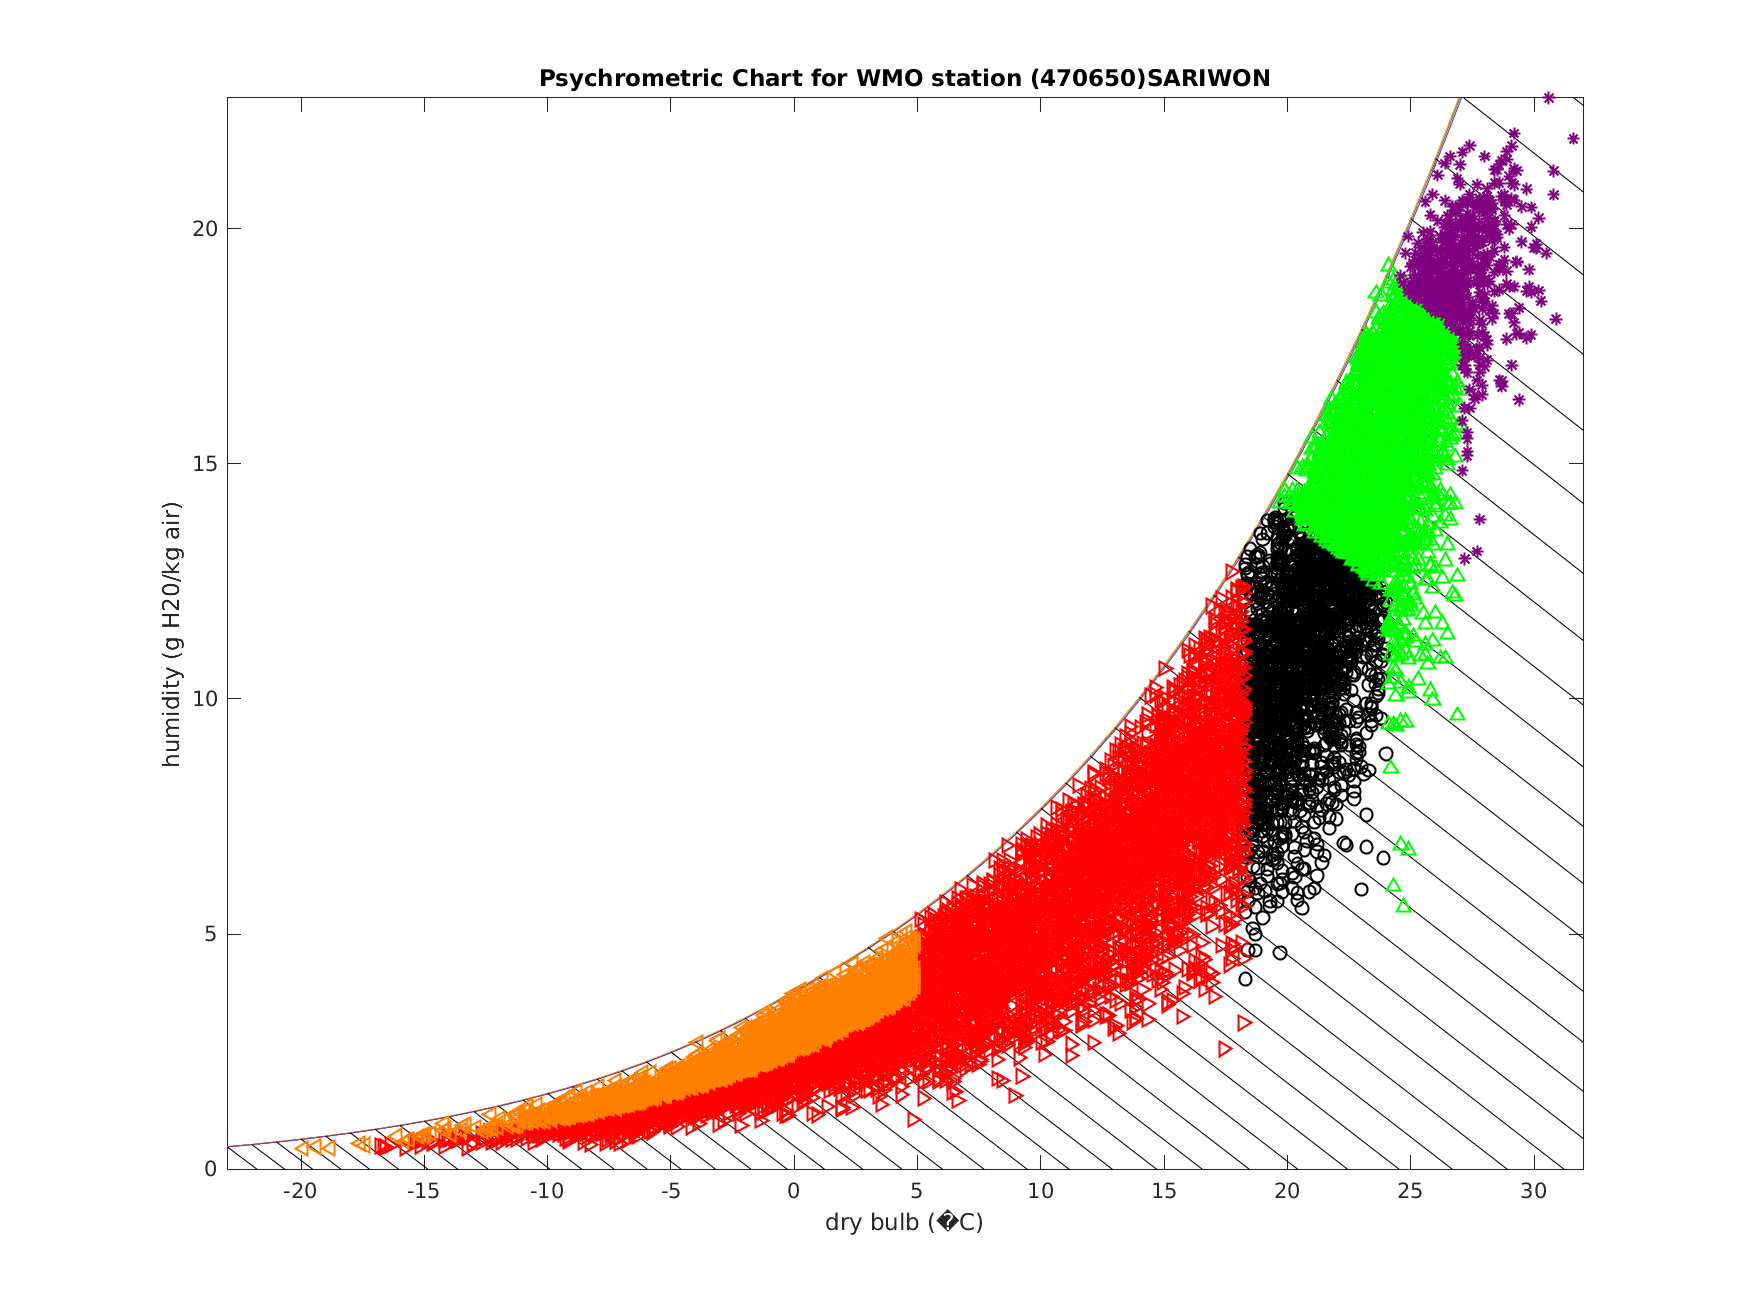 Psychrometric Chart for WMO station (470650)SARIWON
humidity (g H20/kg air)
20
15
10
5
0
-20 -15 -10 -5 0 5 10 15 20 25 30
dry bulb (�C)